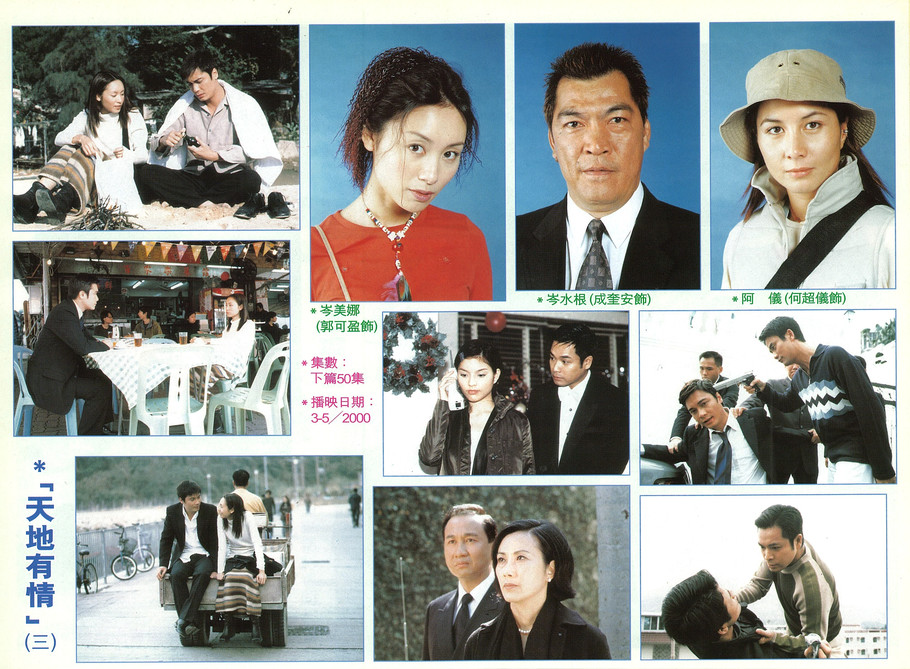 * 岑美娜
(郭可盈飾)
* 岑水根 (成奎安飾)
* 阿　儀 (何超儀飾)
* 集數：
下篇50集
* 播映日期：
3-5／2000
*「天地有情」(三)